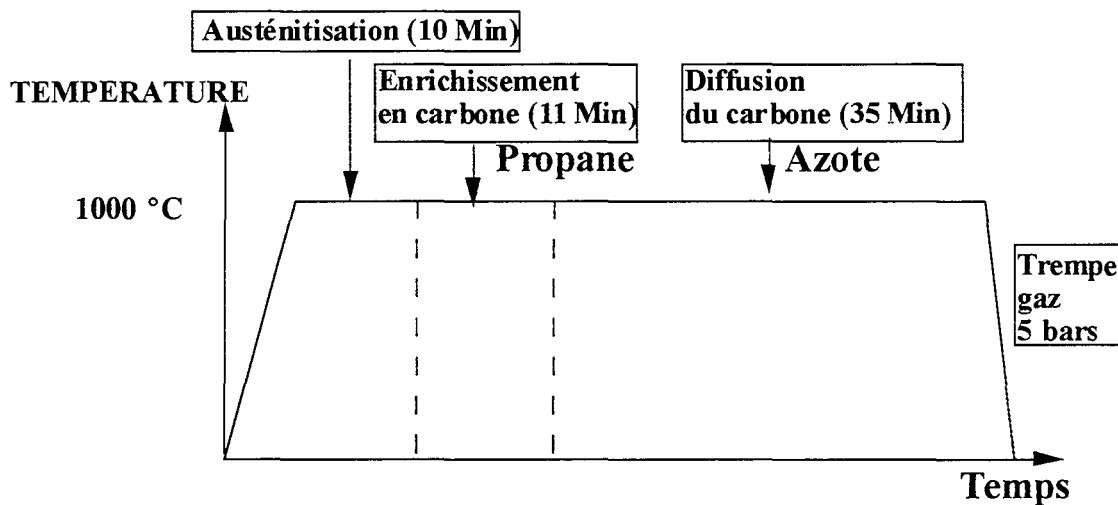 Austénitisation (10 Min)
TEMPERATURE
Enrichissement
en carbone (11 Min)
Propane
Diffusion
du carbone (35 Min)
Azote
1000 °C
Trempe
gaz
5 bars
Temps